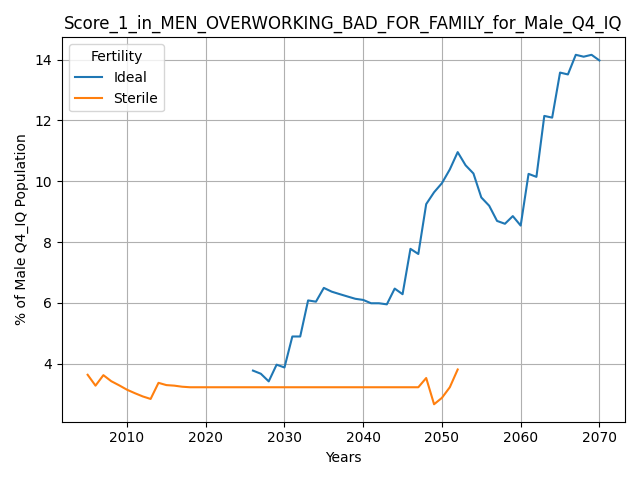 Score_1_in_MEN_OVERWORKING_BAD_FOR_FAMILY_for_Male_Q4_IQ
Fertility
Ideal
Sterile
% of Male Q4_IQ Population
14
12
10
8
6
4
2010 2020 2030 2040 2050 2060 2070
Years